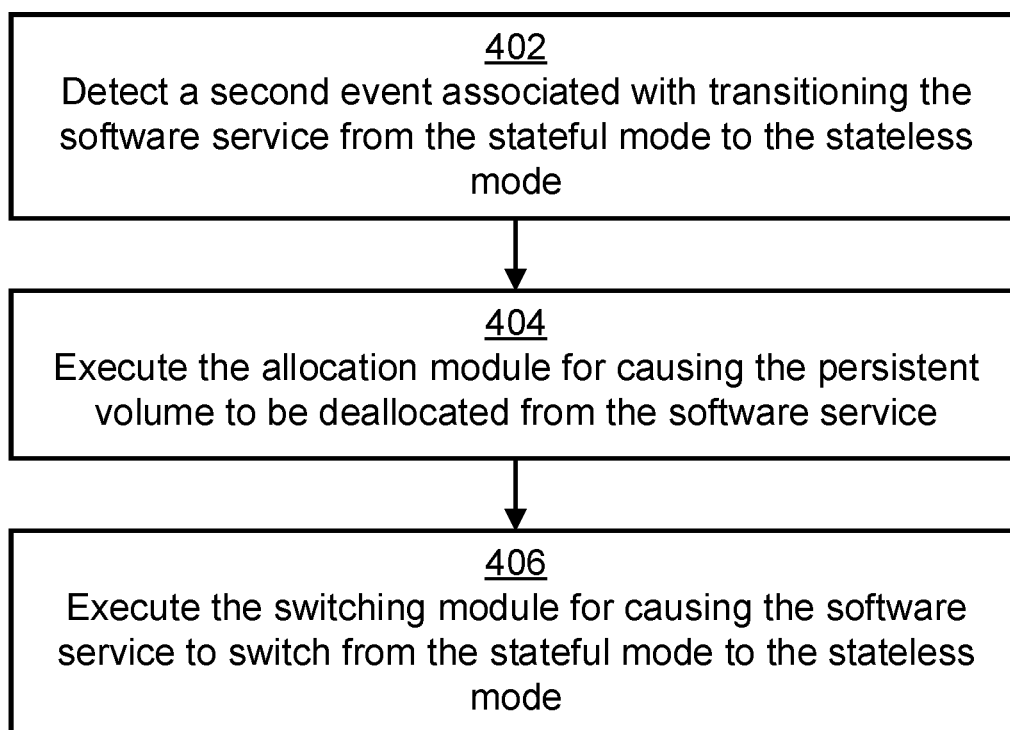 402
Detect a second event associated with transitioning the
software service from the stateful mode to the stateless
mode
404
Execute the allocation module for causing the persistent
volume to be deallocated from the software service
406
Execute the switching module for causing the software
service to switch from the stateful mode to the stateless
mode